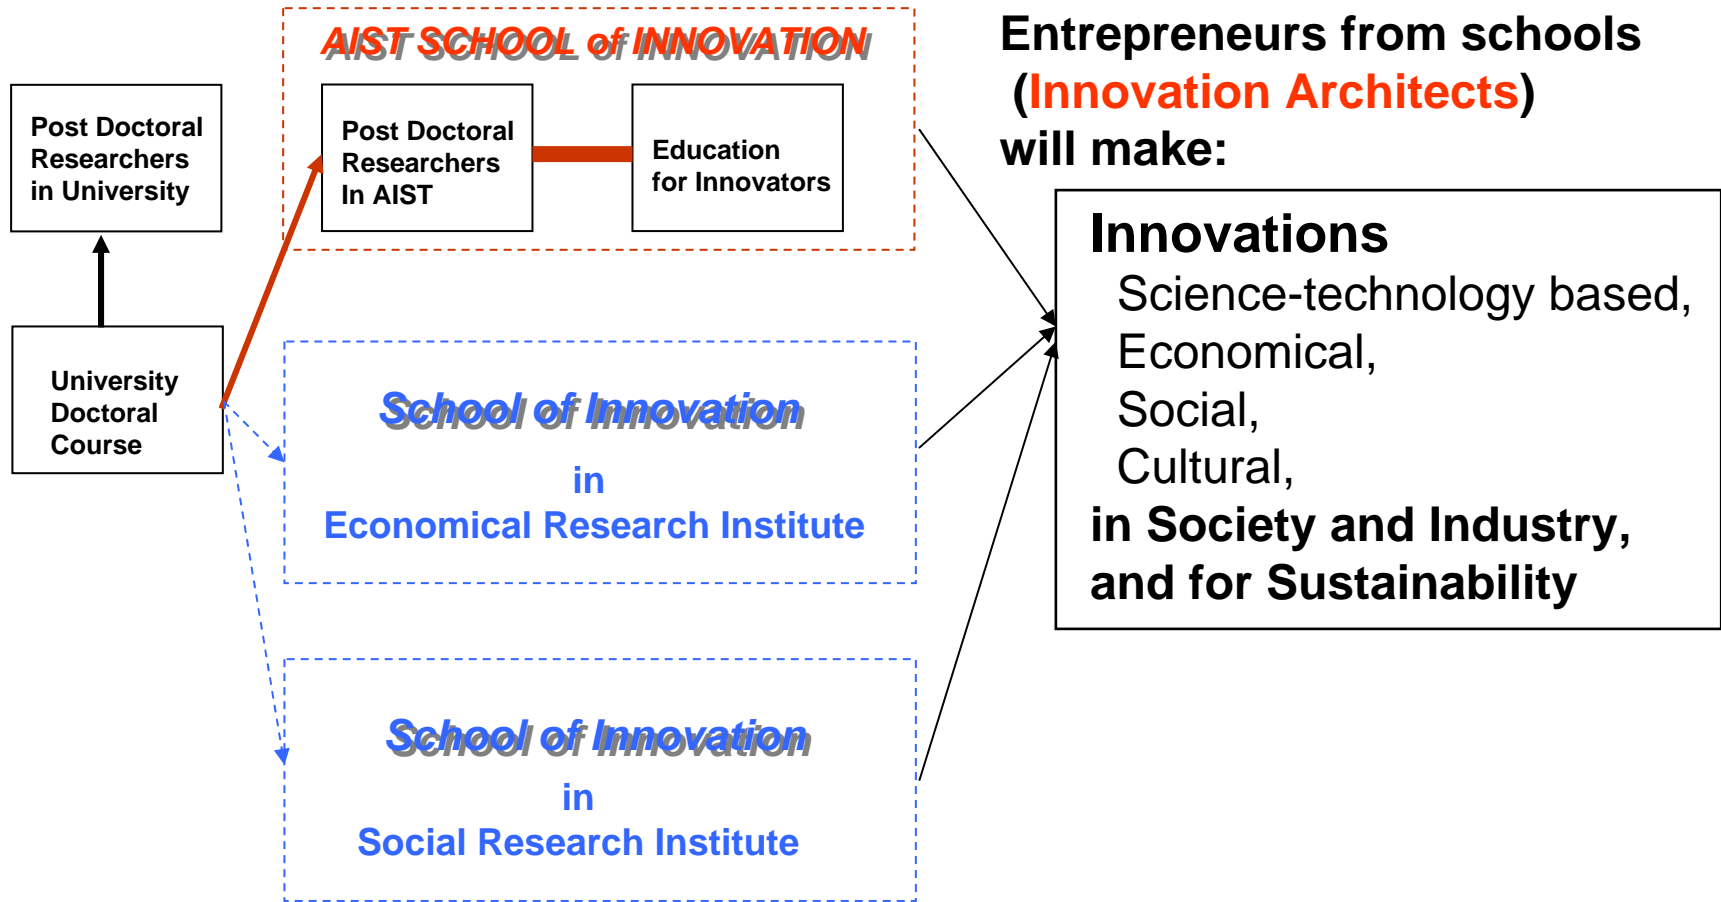 AIST SCHOOL of INNOVATION
Post Doctoral
Researchers
in University
Post Doctoral
Researchers
In AIST
Education
for Innovators
University
Doctoral
Course
School of Innovation
in
Economical Research Institute
School of Innovation
in
Social Research Institute
Entrepreneurs from schools
(Innovation Architects)
will make:
Innovations
Science-technology based,
Economical,
Social,
Cultural,
in Society and Industry,
and for Sustainability